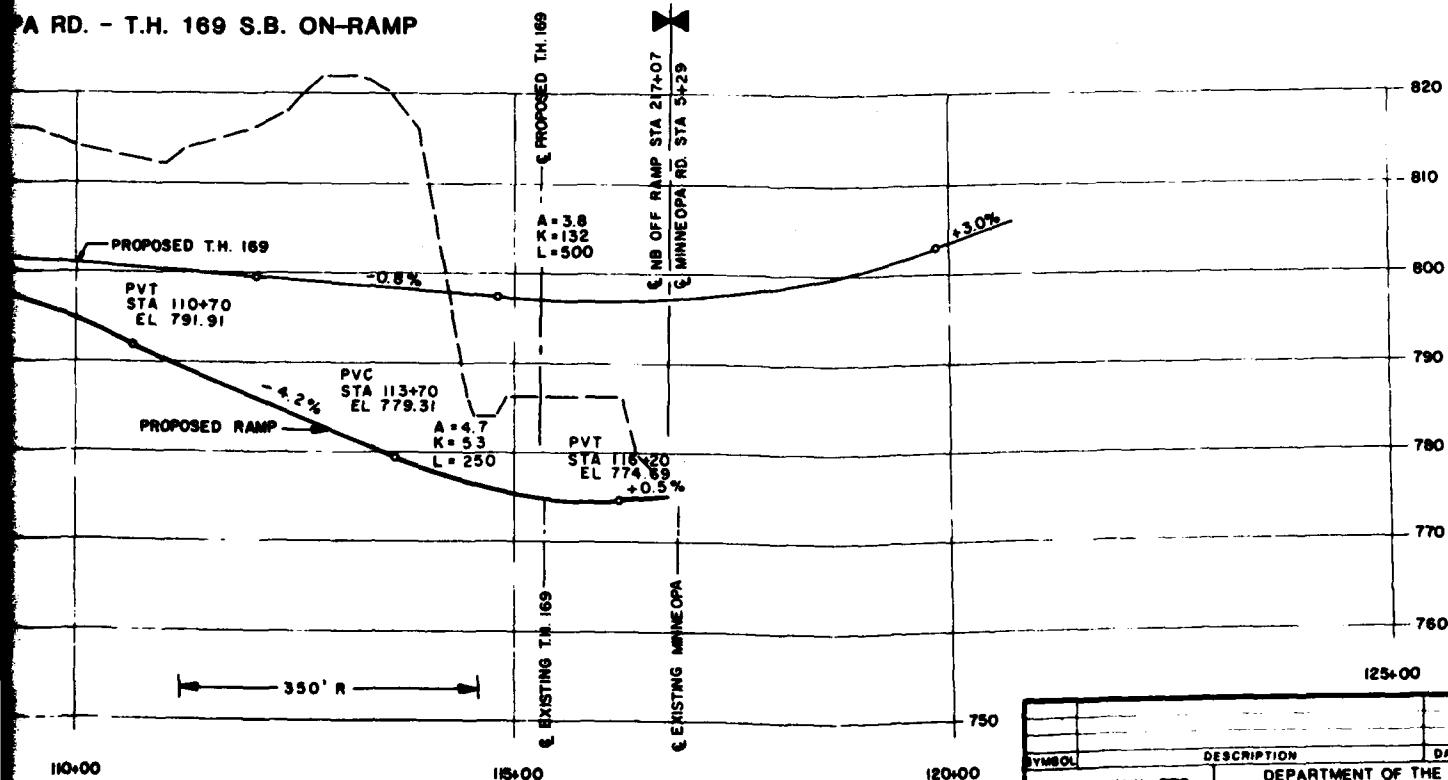 PA RD. - T.H. 169 S.B. ON-RAMP
℄ PROPOSED T.H. 169
℄ NB OFF RAMP STA 217+07
℄ MINNEOPA RD. STA 5+29
820
810
800
790
780
770
760
750
PROPOSED T.H. 169
-0.8%
A=3.8
K=132
L=500
+3.0%
PVT
STA 110+70
EL 791.91
-4.2%
PVC
STA 113+70
EL 779.31
PROPOSED RAMP
A=4.7
K=53
L=250
PVT
STA 116+20
EL 774.69
+0.5%
350' R
℄ EXISTING T.H. 169
℄ EXISTING MINNEOPA
110+00
115+00
120+00
125+00
SYMBOL
DESCRIPTION
DEPARTMENT OF THE